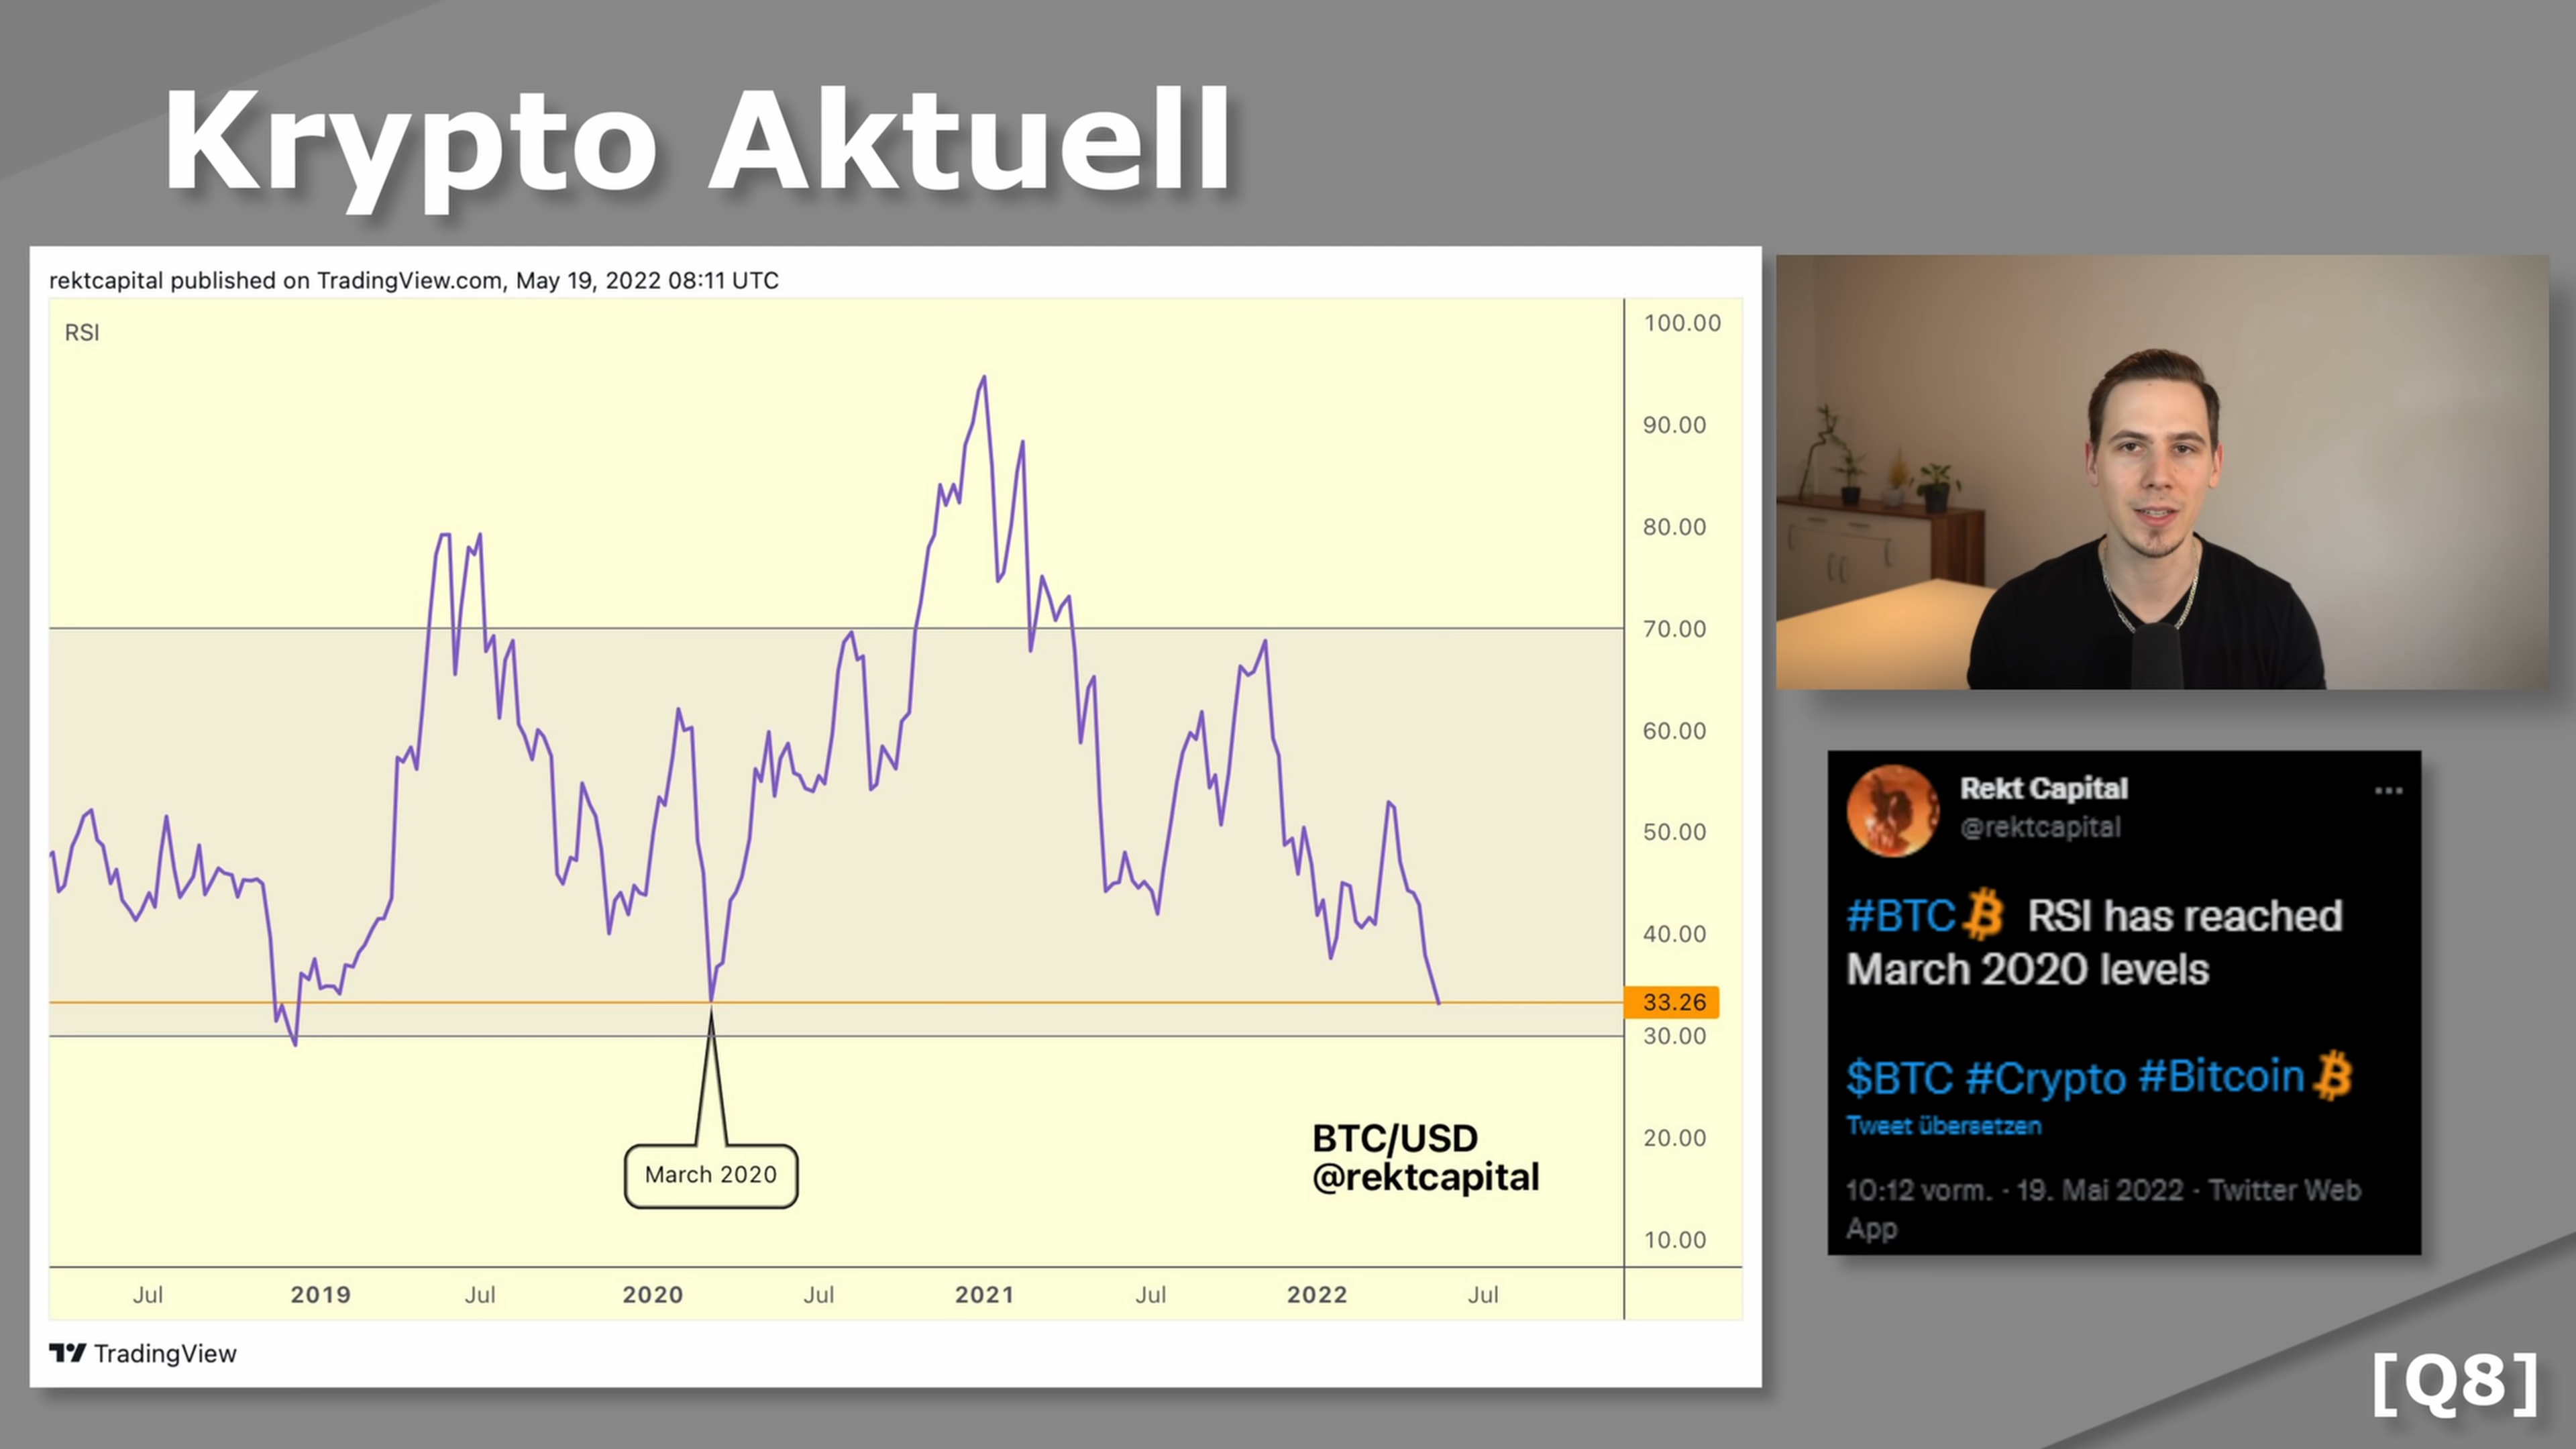 Krypto Aktuell
rektcapital published on TradingView.com, May 19, 2022 08:11 UTC
RSI
100.00
90.00
80.00
70.00
60.00
50.00
40.00
33.26
30.00
20.00
10.00
March 2020
BTC/USD
@rektcapital
Jul 2019 Jul 2020 Jul 2021 Jul 2022 Jul
TradingView
Rekt Capital
@rektcapital
#BTC RSI has reached
March 2020 levels
$BTC #Crypto #Bitcoin
Tweet übersetzen
10:12 vorm. · 19. Mai 2022 · Twitter Web
App
[Q8]